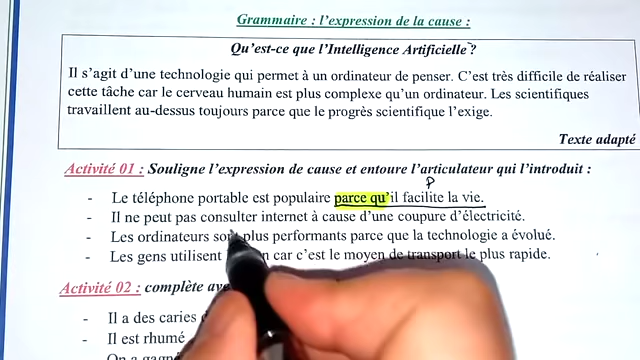 Grammaire : l'expression de la cause :
Qu'est-ce que l'Intelligence Artificielle ?
Il s'agit d'une technologie qui permet à un ordinateur de penser. C'est très difficile de réaliser
cette tâche car le cerveau humain est plus complexe qu'un ordinateur. Les scientifiques
travaillent au-dessus toujours parce que le progrès scientifique l'exige.
Texte adapté
Activité 01 : Souligne l'expression de cause et entoure l'articulateur qui l'introduit :
P
- Le téléphone portable est populaire parce qu'il facilite la vie.
- Il ne peut pas consulter internet à cause d'une coupure d'électricité.
- Les ordinateurs sont plus performants parce que la technologie a évolué.
- Les gens utilisent car c'est le moyen de transport le plus rapide.
Activité 02 : complète
- Il a des caries
- Il est rhumé
- On a gagné